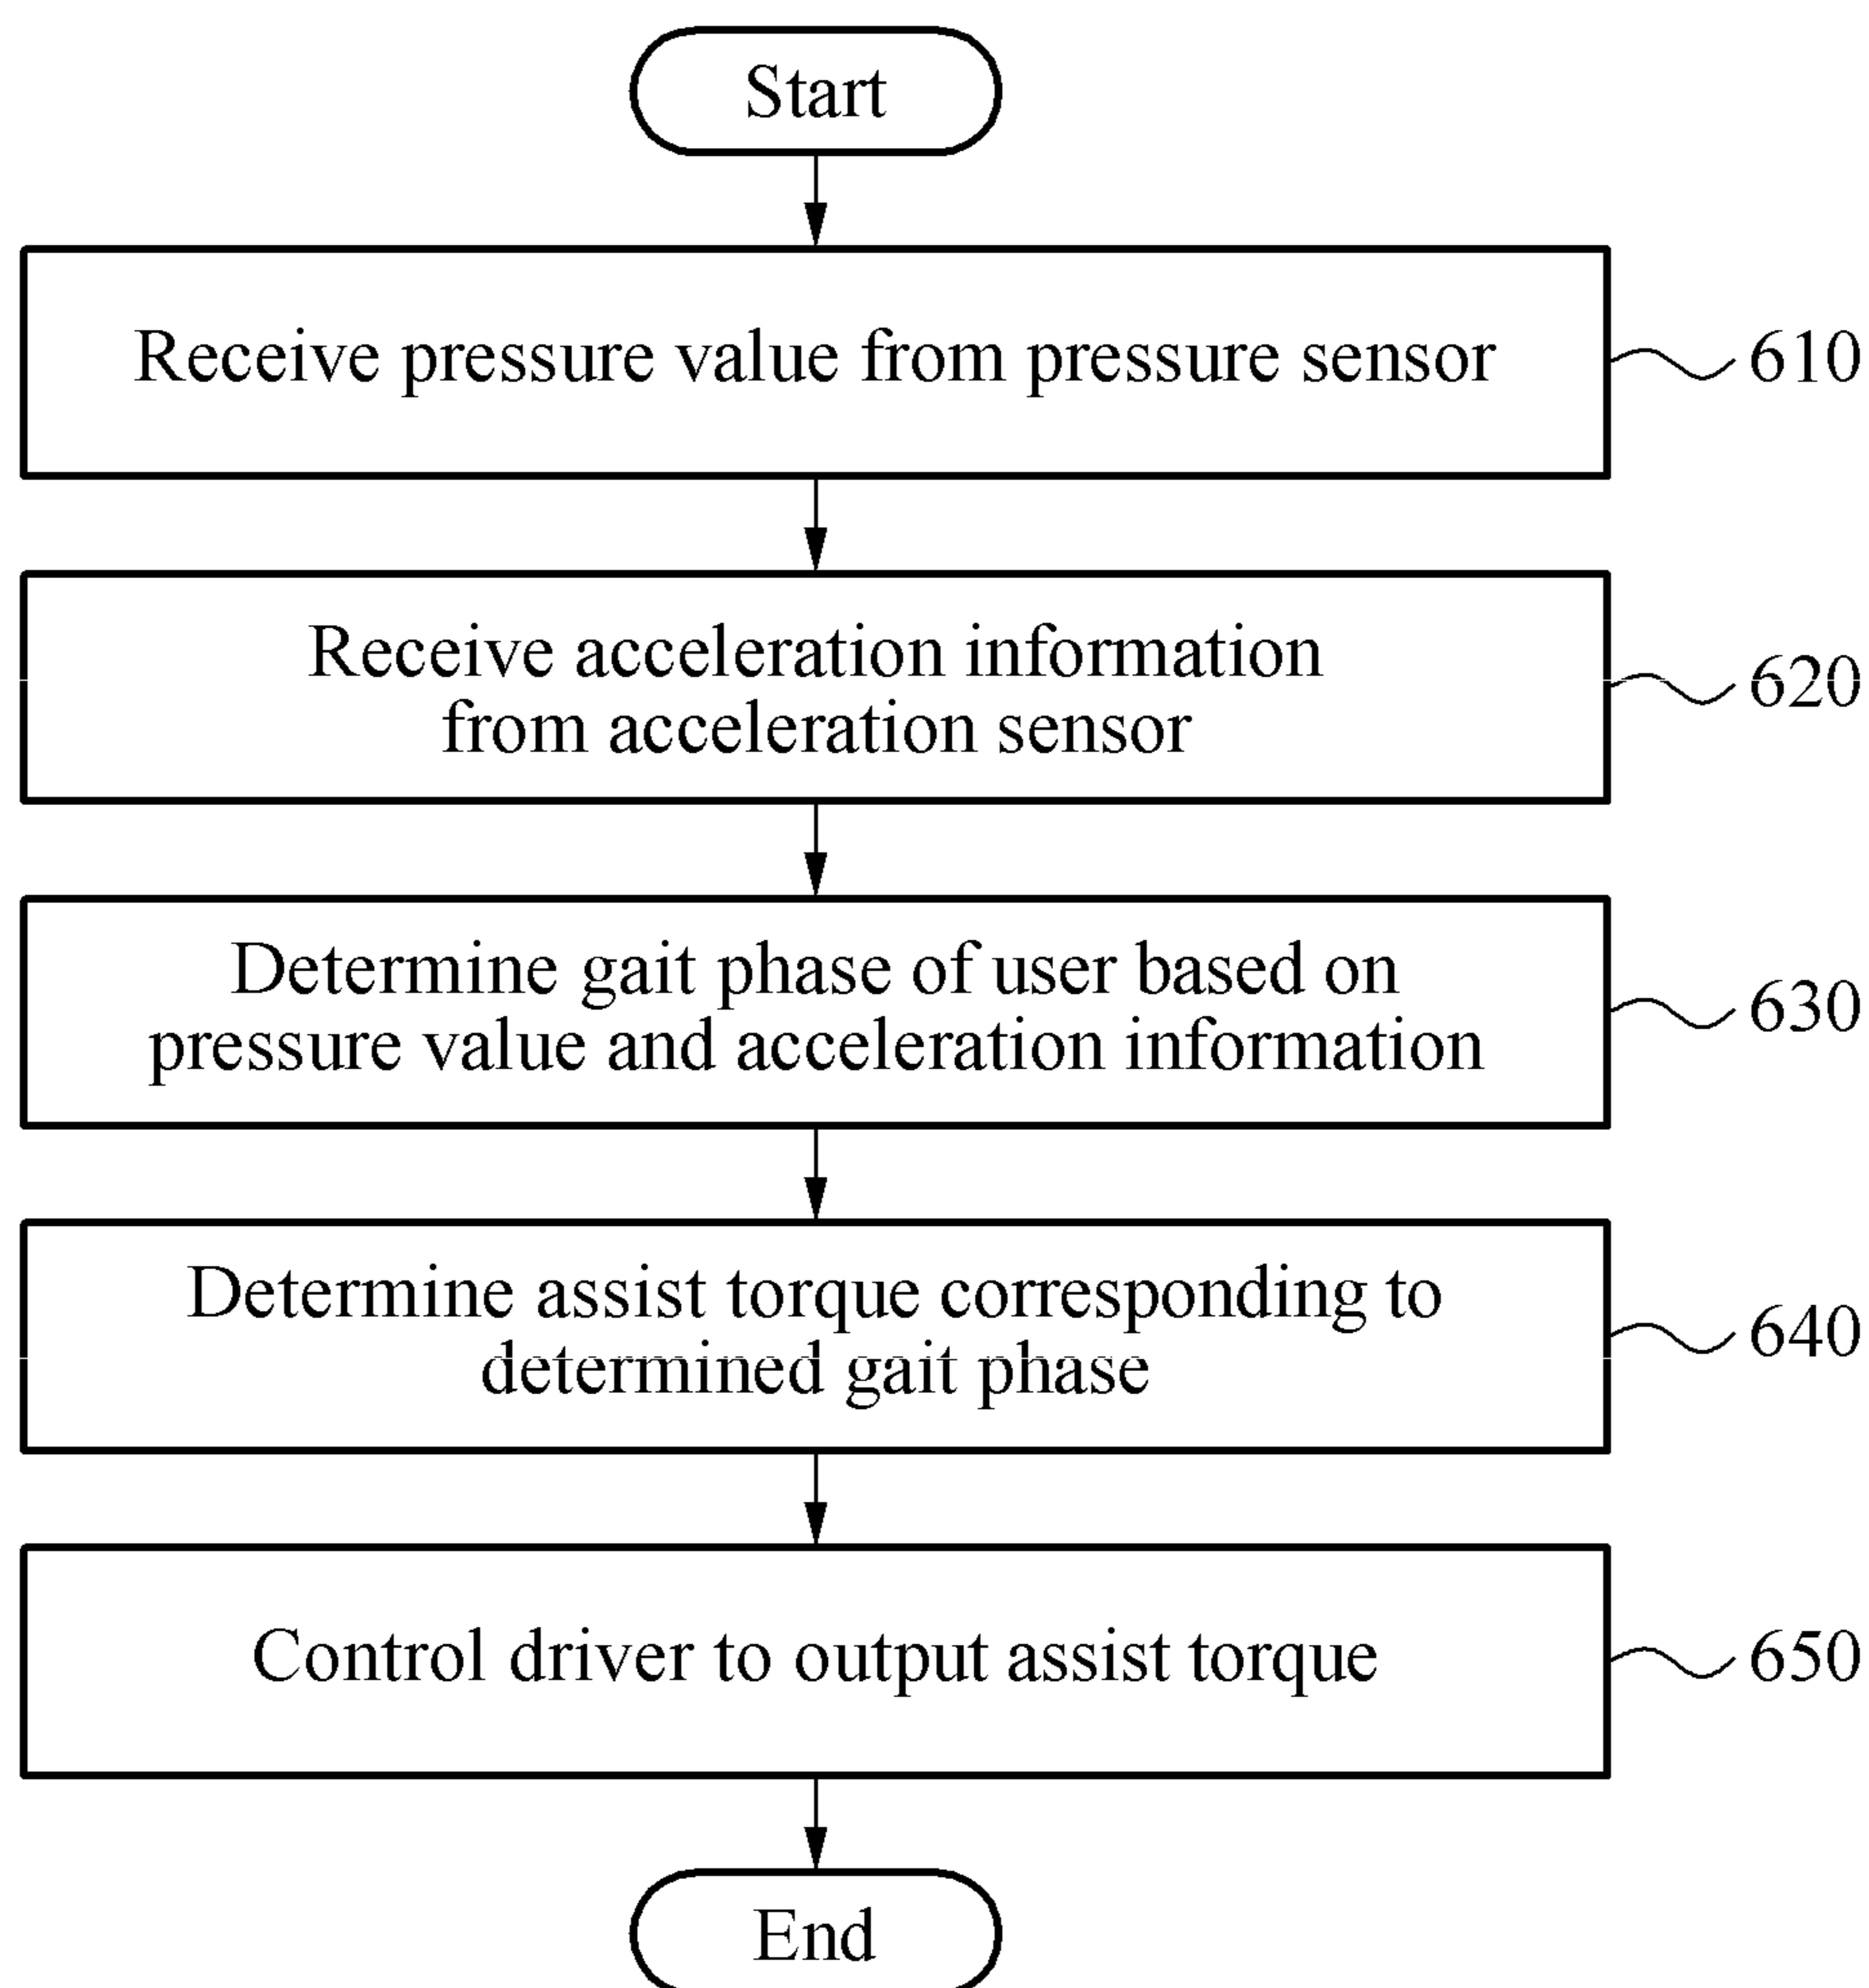 Start
Receive pressure value from pressure sensor
610
Receive acceleration information
from acceleration sensor
620
Determine gait phase of user based on
pressure value and acceleration information
630
Determine assist torque corresponding to
determined gait phase
640
Control driver to output assist torque
650
End